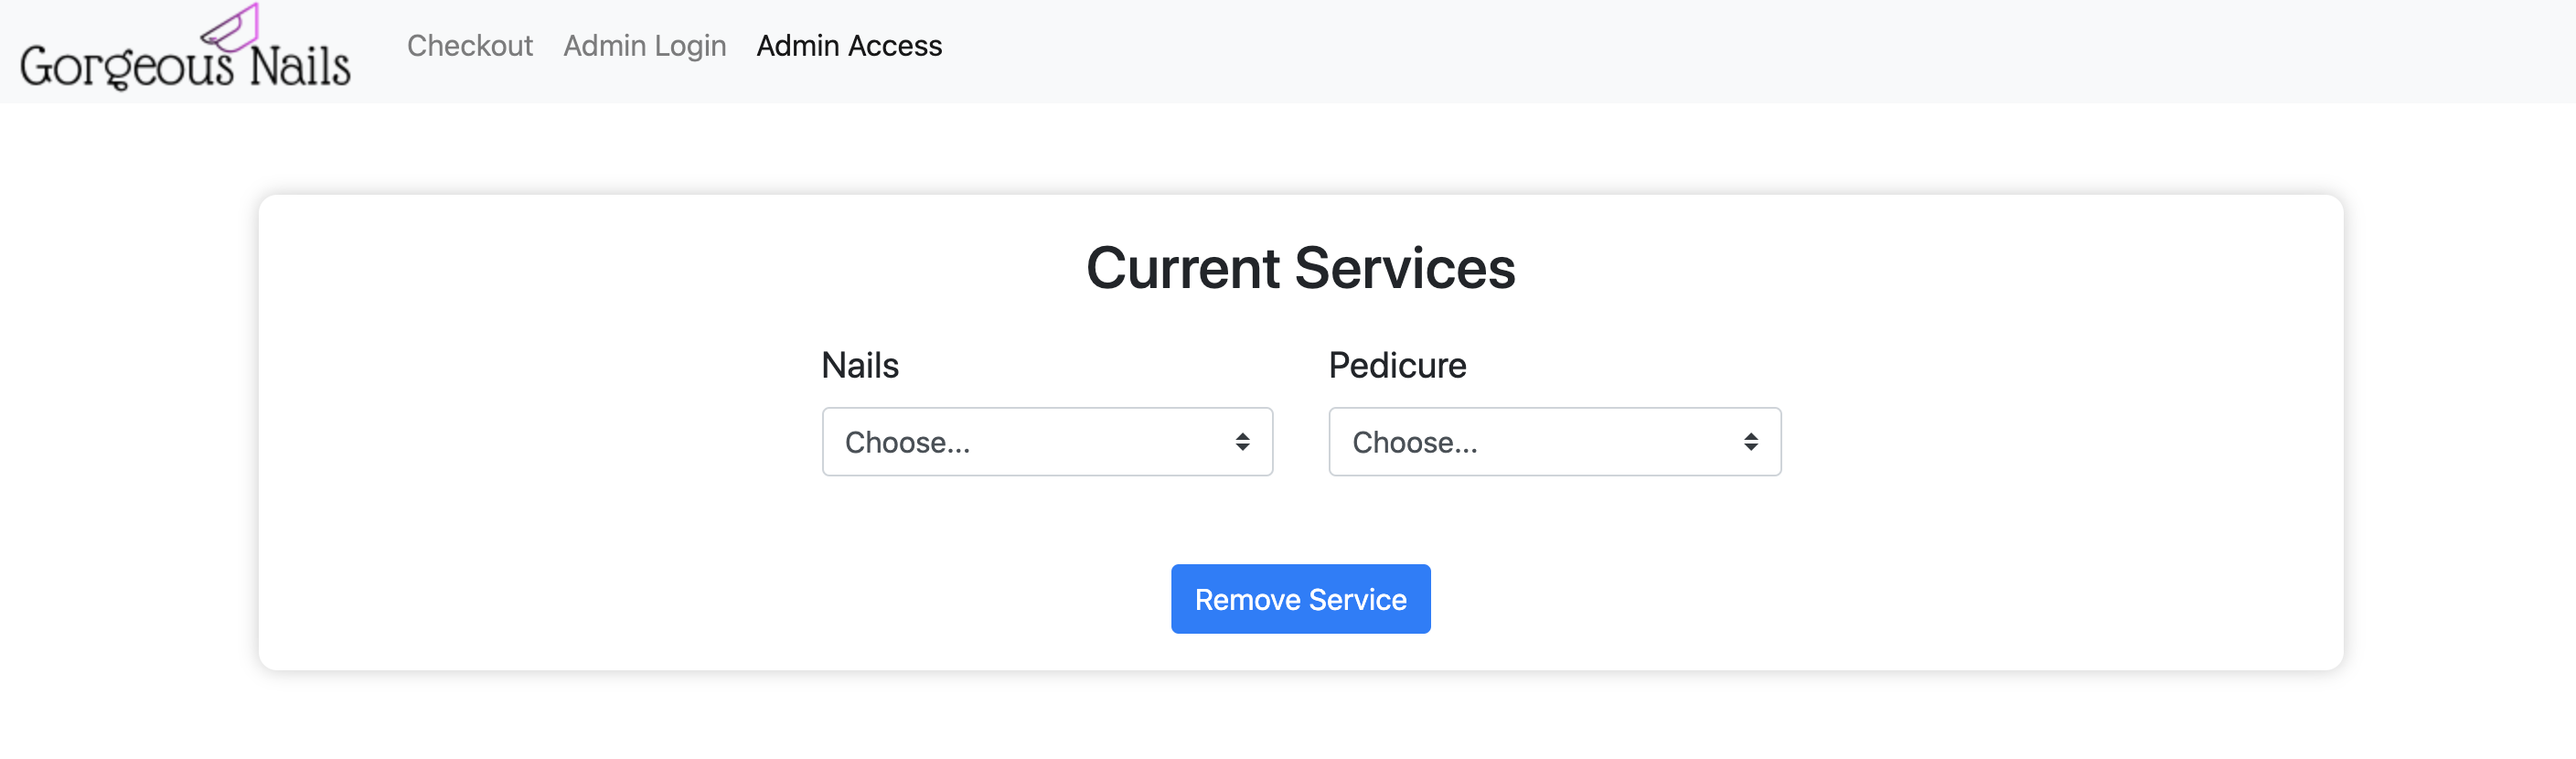 Gorgeous Nails
Checkout Admin Login Admin Access
Current Services
Nails Pedicure
Choose... Choose...
Remove Service